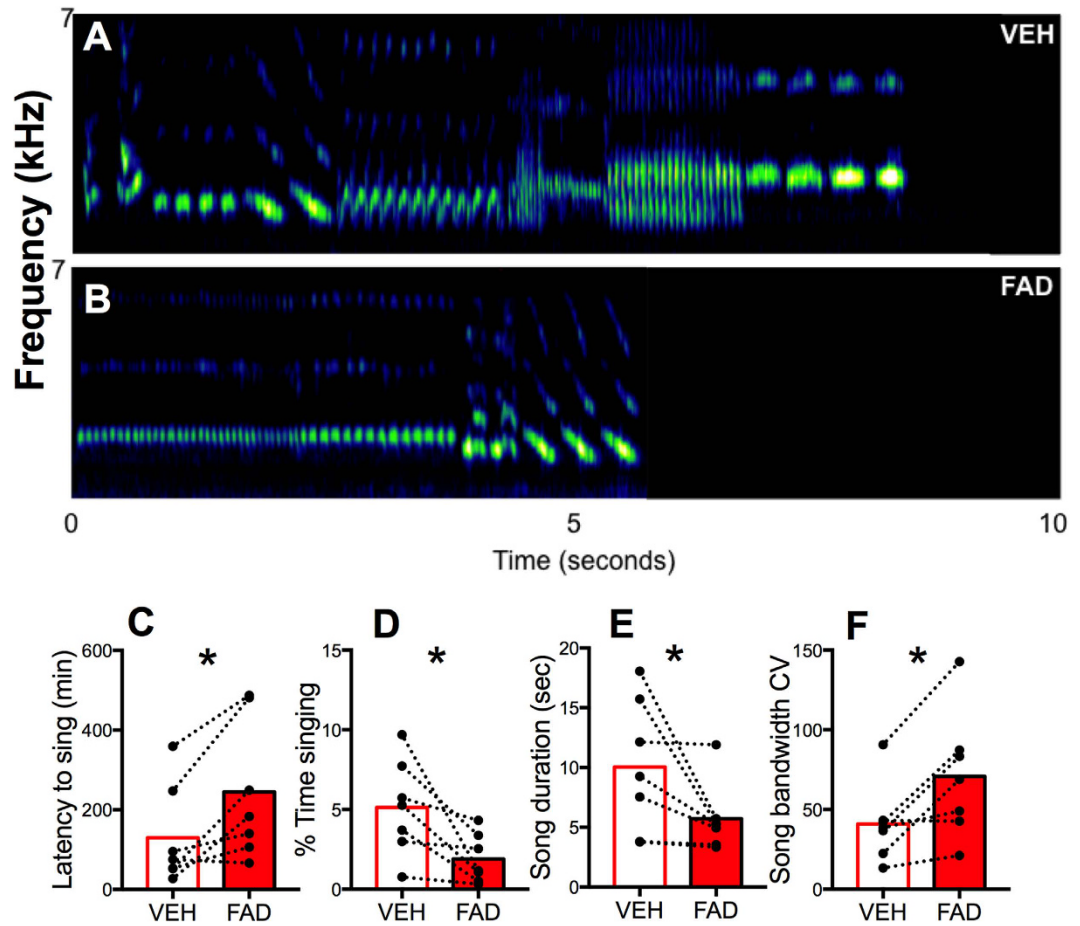 7
A
VEH
Frequency (kHz)
7
B
FAD
0
5
10
Time (seconds)
C
Latency to sing (min)
600
400
200
0
*
VEH
FAD
D
% Time singing
15
10
5
0
*
VEH
FAD
E
Song duration (sec)
20
15
10
5
0
*
VEH
FAD
F
Song bandwidth CV
150
100
50
0
*
VEH
FAD